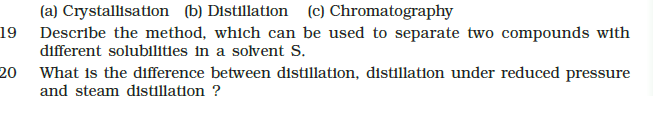 (a) Crystallisation (b) Distillation (c) Chromatography
19 Describe the method, which can be used to separate two compounds with
different solubilities in a solvent S.
20 What is the difference between distillation, distillation under reduced pressure
and steam distillation ?